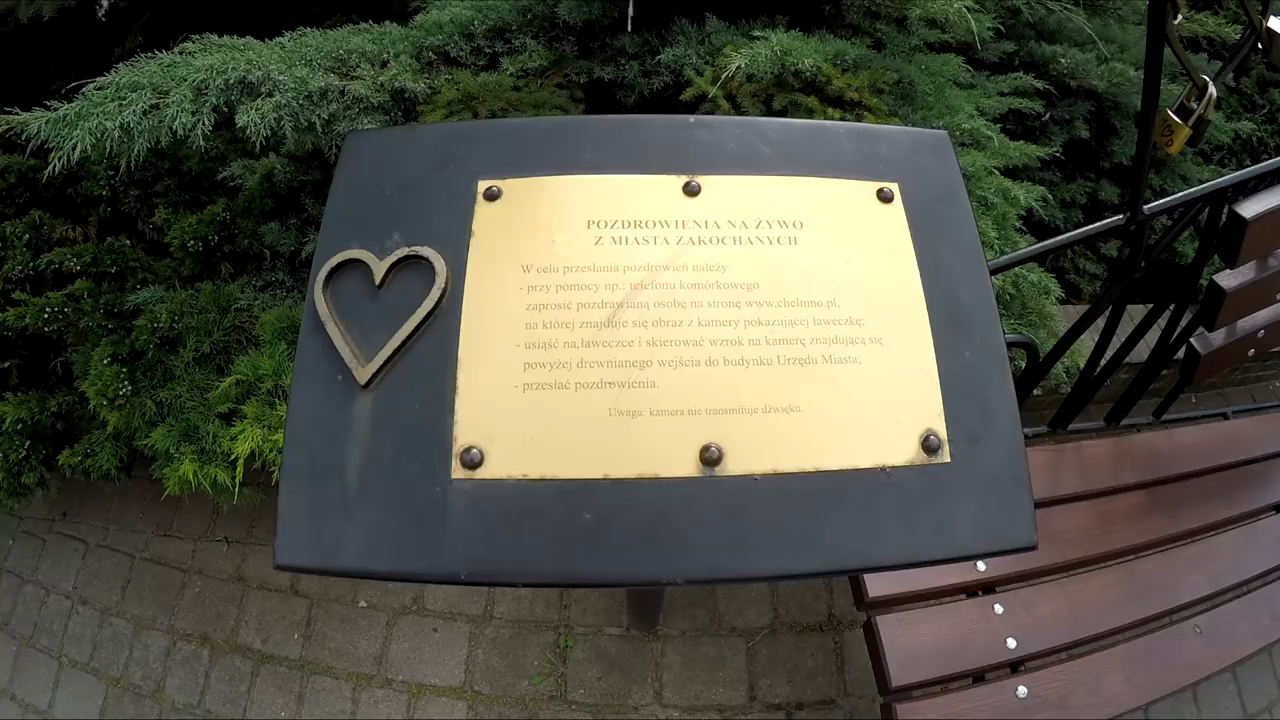 POZDROWIENIA NA ŻYWO
Z MIASTA ZAKOCHANYCH
W celu przesłania pozdrowień należy:
- przy pomocy np.: telefonu komórkowego
zaprosić pozdrawianą osobę na stronę www.chelmno.pl,
na której znajduje się obraz z kamery pokazującej ławeczkę;
- usiąść na ławeczce i skierować wzrok na kamerę znajdującą się
powyżej drewnianego wejścia do budynku Urzędu Miasta;
- przesłać pozdrowienia.
Uwaga: kamera nie transmituje dźwięku.